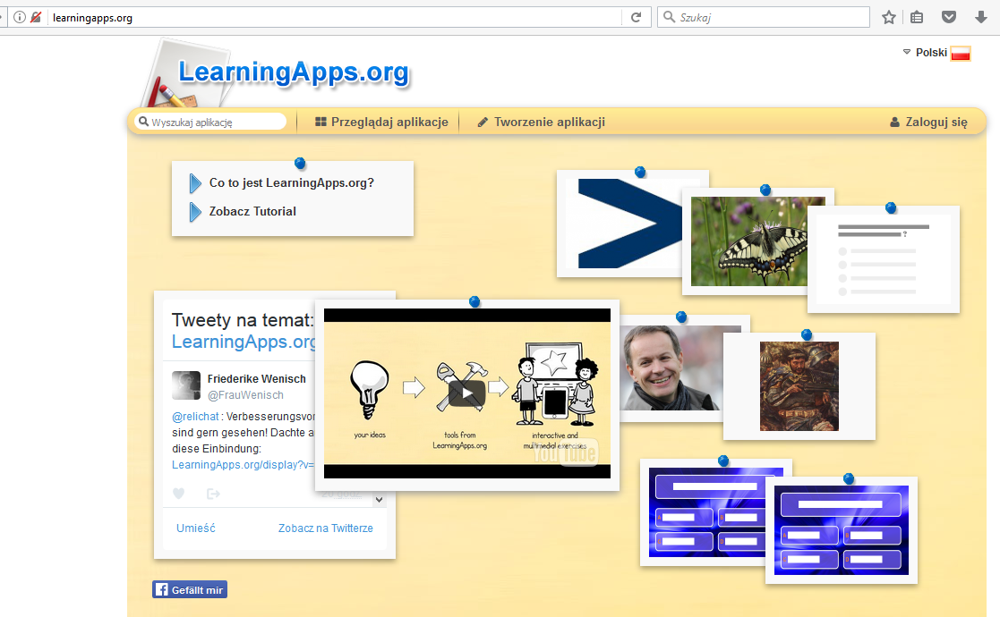 learningapps.org
Szukaj
LearningApps.org
Polski
Wyszukaj aplikację
Przeglądaj aplikacje
Tworzenie aplikacji
Zaloguj się
Co to jest LearningApps.org?
Zobacz Tutorial
?
Tweety na temat:
LearningApps.org
Friederike Wenisch
@FrauWenisch
@relichat : Verbesserungsvor
sind gern gesehen! Dachte a
diese Einbindung:
LearningApps.org/display?v=
Umieść
Zobacz na Twitterze
your ideas
tools from
LearningApps.org
interactive and
multimedial exercises
YouTube
Gefällt mir